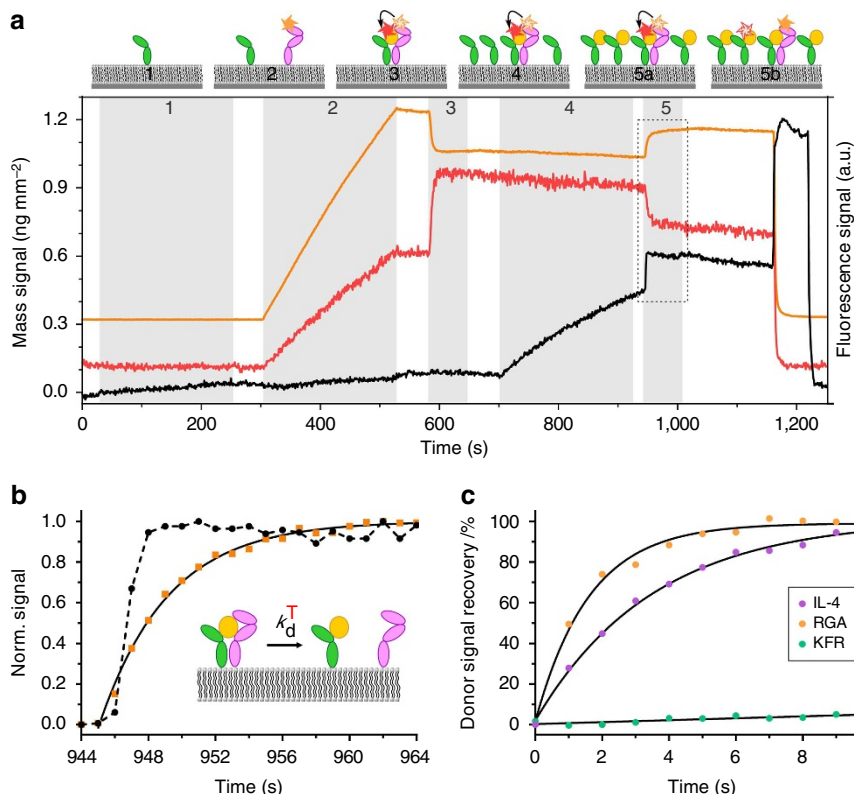 a
1 2 3 4 5a 5b
1 2 3 4 5
Mass signal (ng mm⁻²)
1.2
0.9
0.6
0.3
0.0
Fluorescence signal (a.u.)
0 200 400 600 800 1,000 1,200
Time (s)
b
Norm. signal
1.0
0.8
0.6
0.4
0.2
0.0
k_d^T
944 948 952 956 960 964
Time (s)
c
Donor signal recovery /%
100
80
60
40
20
0
IL-4
RGA
KFR
0 2 4 6 8
Time (s)